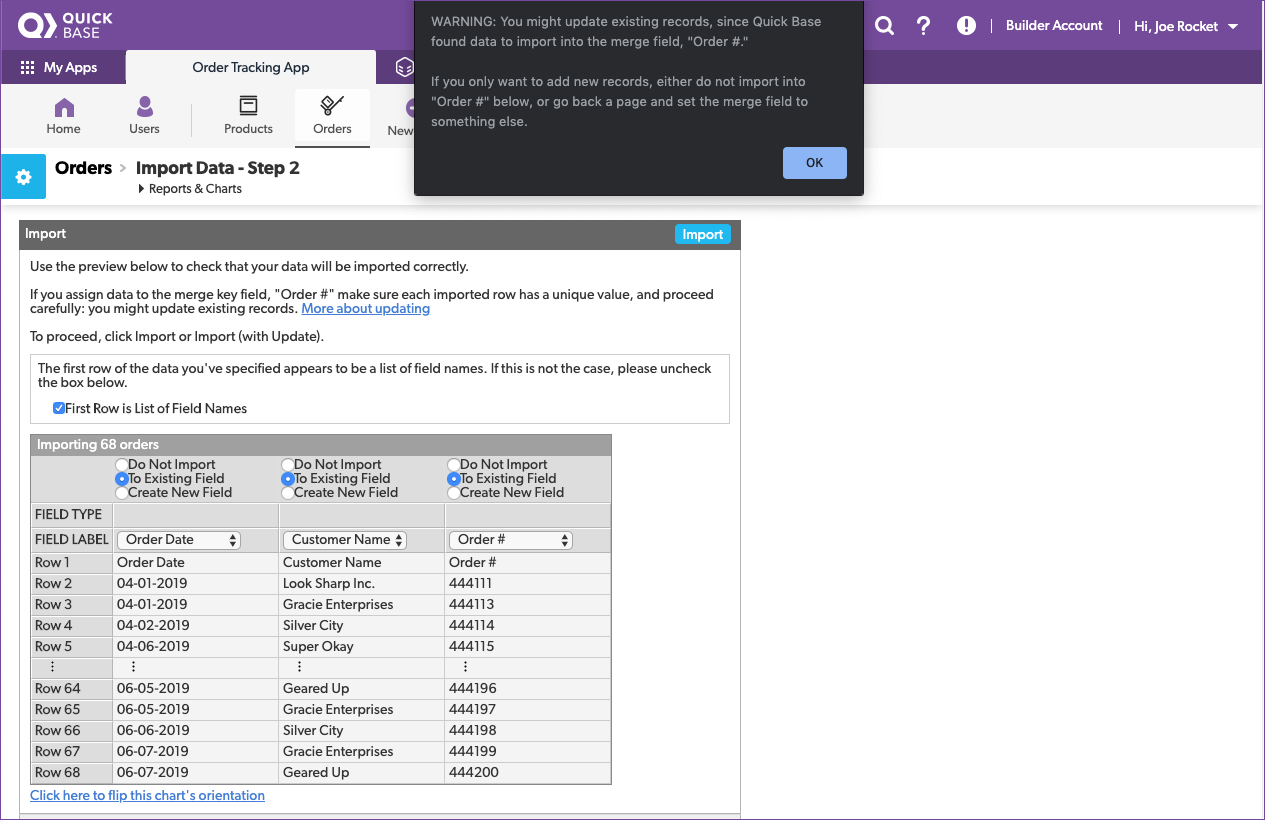 QUICK
BASE
Builder Account
Hi, Joe Rocket
My Apps
Order Tracking App
Home
Users
Products
Orders
New
WARNING: You might update existing records, since Quick Base
found data to import into the merge field, "Order #."
If you only want to add new records, either do not import into
"Order #" below, or go back a page and set the merge field to
something else.
OK
Orders > Import Data - Step 2
Reports & Charts
Import
Import
Use the preview below to check that your data will be imported correctly.
If you assign data to the merge key field, "Order #" make sure each imported row has a unique value, and proceed
carefully: you might update existing records. More about updating
To proceed, click Import or Import (with Update).
The first row of the data you've specified appears to be a list of field names. If this is not the case, please uncheck
the box below.
First Row is List of Field Names
Importing 68 orders
Do Not Import Do Not Import Do Not Import
To Existing Field To Existing Field To Existing Field
Create New Field Create New Field Create New Field
FIELD TYPE
FIELD LABEL Order Date Customer Name Order #
Row 1 Order Date Customer Name Order #
Row 2 04-01-2019 Look Sharp Inc. 444111
Row 3 04-01-2019 Gracie Enterprises 444113
Row 4 04-02-2019 Silver City 444114
Row 5 04-06-2019 Super Okay 444115
⋮ ⋮ ⋮ ⋮
Row 64 06-05-2019 Geared Up 444196
Row 65 06-05-2019 Gracie Enterprises 444197
Row 66 06-06-2019 Silver City 444198
Row 67 06-07-2019 Gracie Enterprises 444199
Row 68 06-07-2019 Geared Up 444200
Click here to flip this chart's orientation